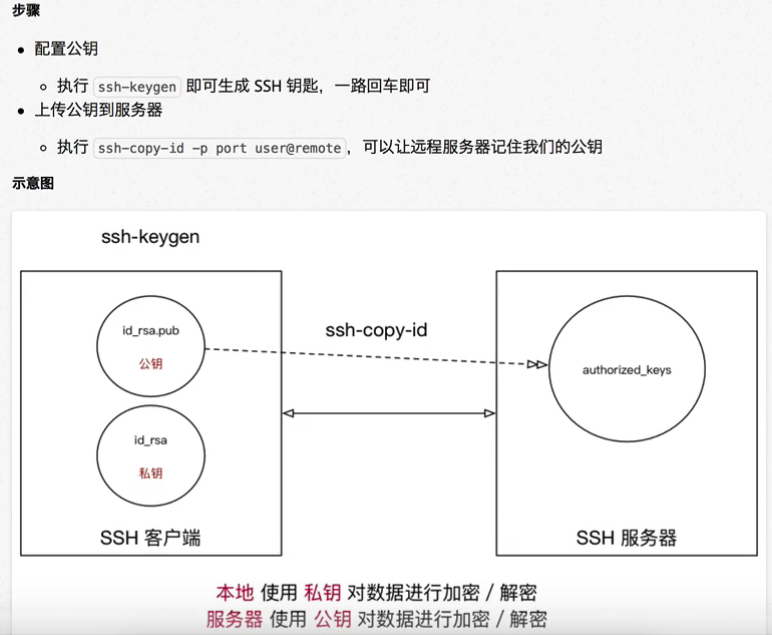 步骤
配置公钥
执行 ssh-keygen 即可生成 SSH 钥匙，一路回车即可
上传公钥到服务器
执行 ssh-copy-id -p port user@remote，可以让远程服务器记住我们的公钥
示意图
ssh-keygen
id_rsa.pub
公钥
ssh-copy-id
authorized_keys
id_rsa
私钥
SSH 客户端
SSH 服务器
本地 使用 私钥 对数据进行加密 / 解密
服务器 使用 公钥 对数据进行加密 / 解密